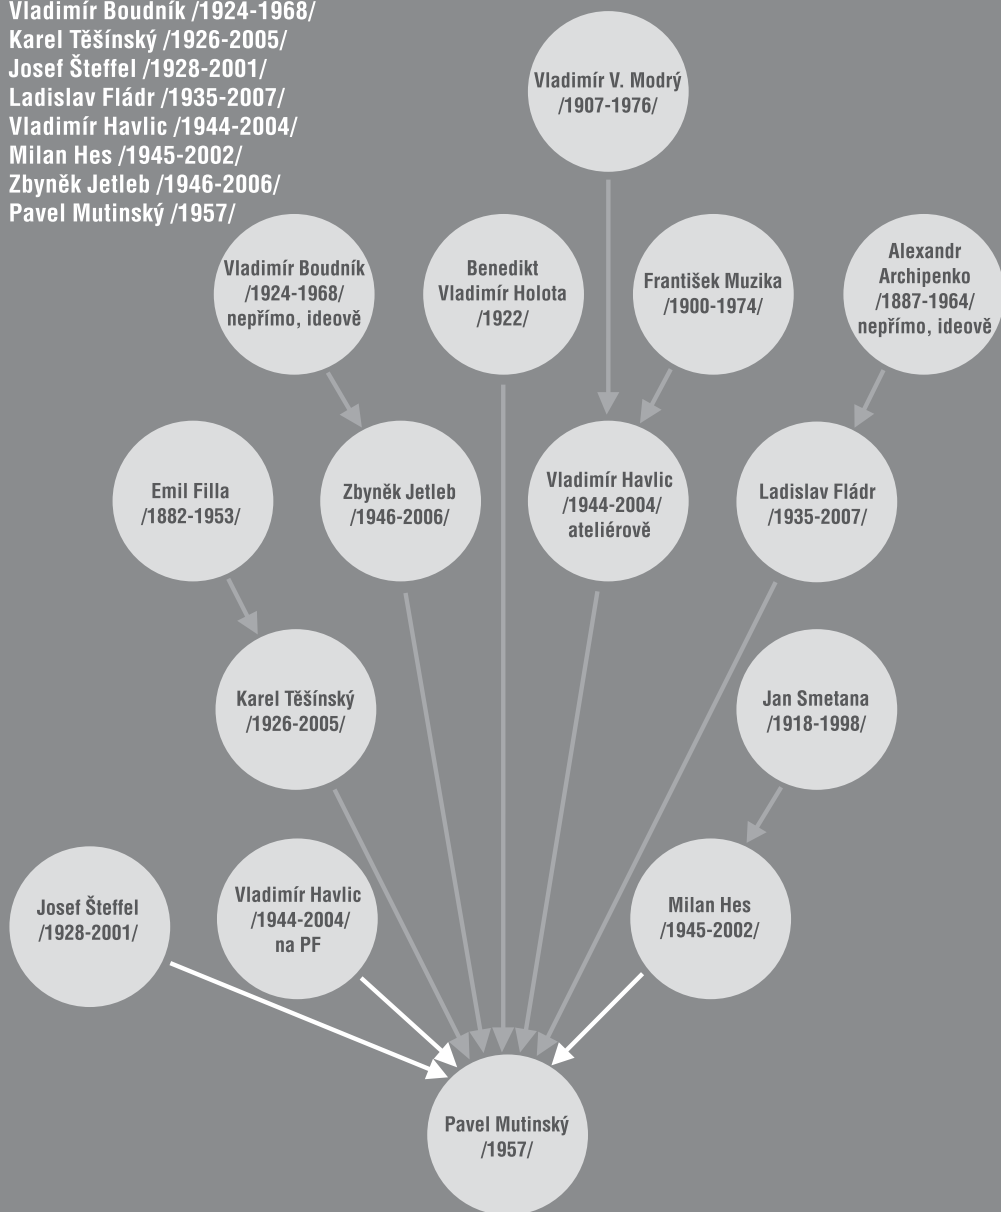 Vladimír Boudník /1924-1968/
Karel Těšínský /1926-2005/
Josef Šteffel /1928-2001/
Ladislav Fládr /1935-2007/
Vladimír Havlic /1944-2004/
Milan Hes /1945-2002/
Zbyněk Jetleb /1946-2006/
Pavel Mutinský /1957/
Vladimír V. Modrý
/1907-1976/
Vladimír Boudník
/1924-1968/
nepřímo, ideově
Benedikt
Vladimír Holota
/1922/
František Muzika
/1900-1974/
Alexandr
Archipenko
/1887-1964/
nepřímo, ideově
Emil Filla
/1882-1953/
Zbyněk Jetleb
/1946-2006/
Vladimír Havlic
/1944-2004/
ateliérově
Ladislav Fládr
/1935-2007/
Karel Těšínský
/1926-2005/
Jan Smetana
/1918-1998/
Josef Šteffel
/1928-2001/
Vladimír Havlic
/1944-2004/
na PF
Milan Hes
/1945-2002/
Pavel Mutinský
/1957/